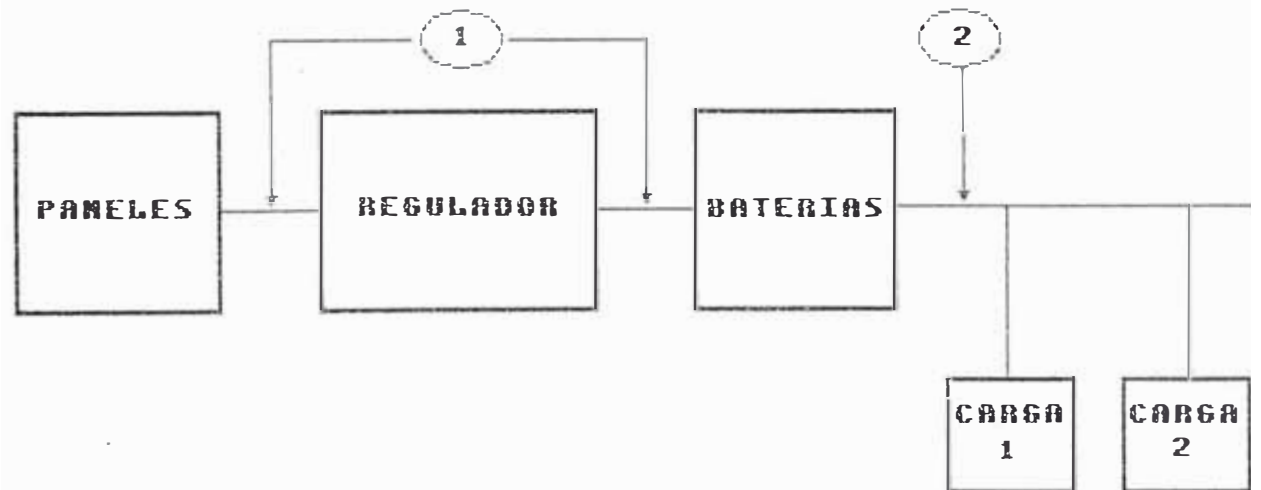 1
2
PANELES
REGULADOR
BATERIAS
CARGA
1
CARGA
2